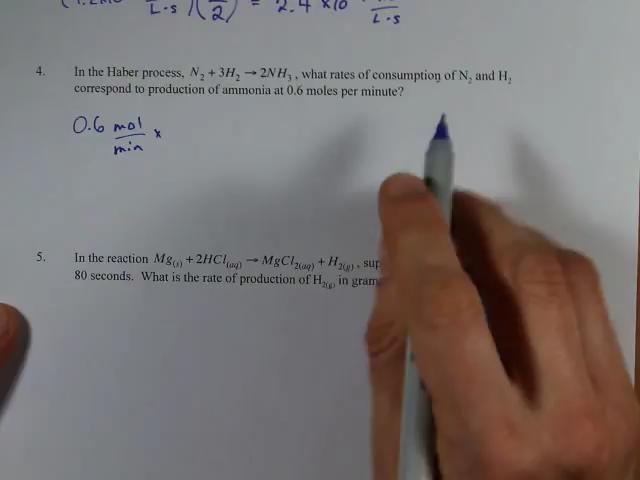 L·s )( 2 ) = 2.4 ×10
L·s
4. In the Haber process, N₂ + 3H₂ → 2NH₃, what rates of consumption of N₂ and H₂
correspond to production of ammonia at 0.6 moles per minute?
0.6 mol ×
min
5. In the reaction Mg₍s₎ + 2HCl₍aq₎ → MgCl₂₍aq₎ + H₂₍g₎, sup
80 seconds. What is the rate of production of H₂₍g₎ in gram